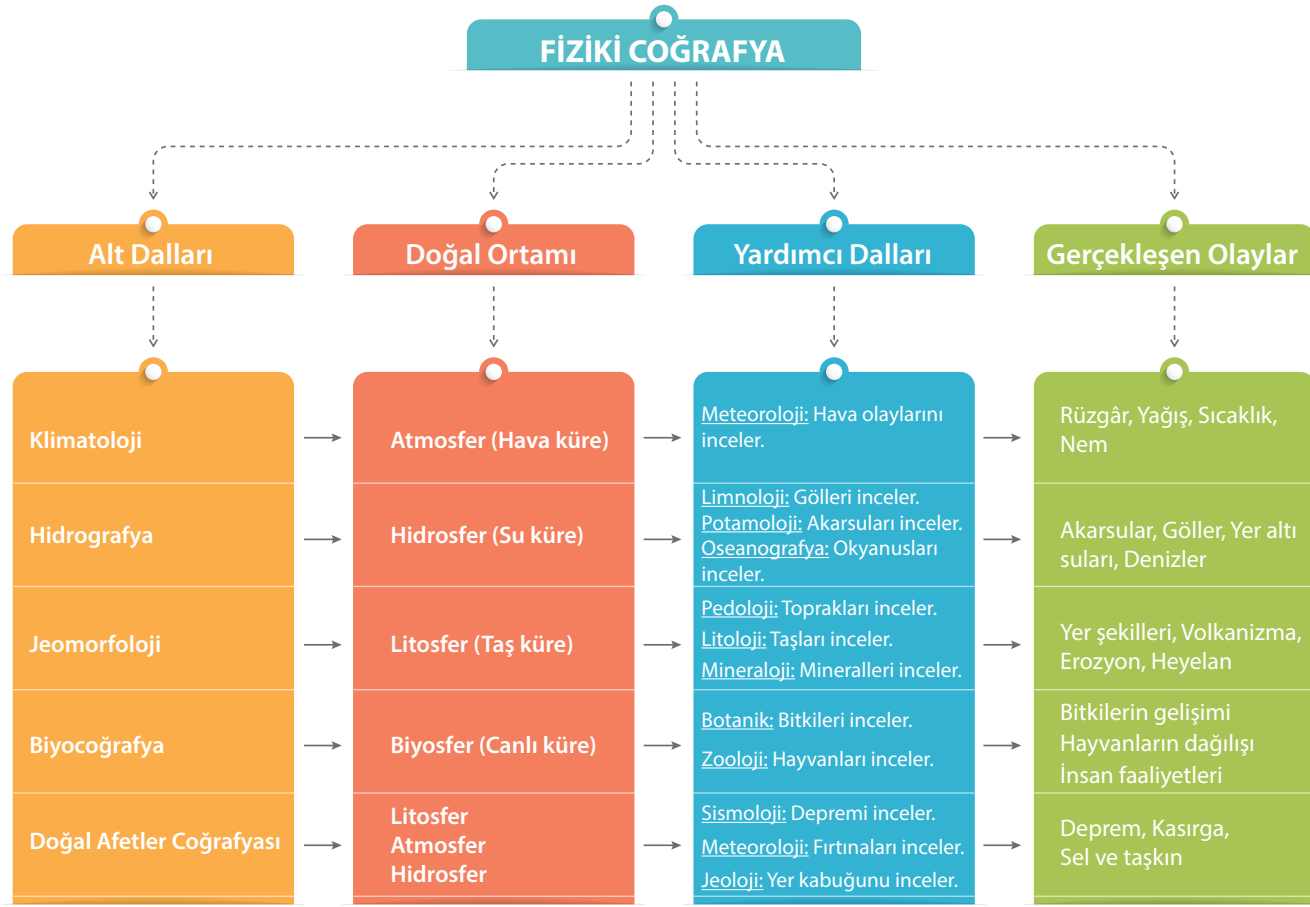 FİZİKİ COĞRAFYA
Alt Dalları
Doğal Ortamı
Yardımcı Dalları
Gerçekleşen Olaylar
Klimatoloji
Atmosfer (Hava küre)
Meteoroloji: Hava olaylarını
inceler.
Rüzgâr, Yağış, Sıcaklık,
Nem
Hidrografya
Hidrosfer (Su küre)
Limnoloji: Gölleri inceler.
Potamoloji: Akarsuları inceler.
Oseanografya: Okyanusları
inceler.
Akarsular, Göller, Yer altı
suları, Denizler
Jeomorfoloji
Litosfer (Taş küre)
Pedoloji: Toprakları inceler.
Litoloji: Taşları inceler.
Mineraloji: Mineralleri inceler.
Yer şekilleri, Volkanizma,
Erozyon, Heyelan
Biyocoğrafya
Biyosfer (Canlı küre)
Botanik: Bitkileri inceler.
Zooloji: Hayvanları inceler.
Bitkilerin gelişimi
Hayvanların dağılışı
İnsan faaliyetleri
Doğal Afetler Coğrafyası
Litosfer
Atmosfer
Hidrosfer
Sismoloji: Depremi inceler.
Meteoroloji: Fırtınaları inceler.
Jeoloji: Yer kabuğunu inceler.
Deprem, Kasırga,
Sel ve taşkın